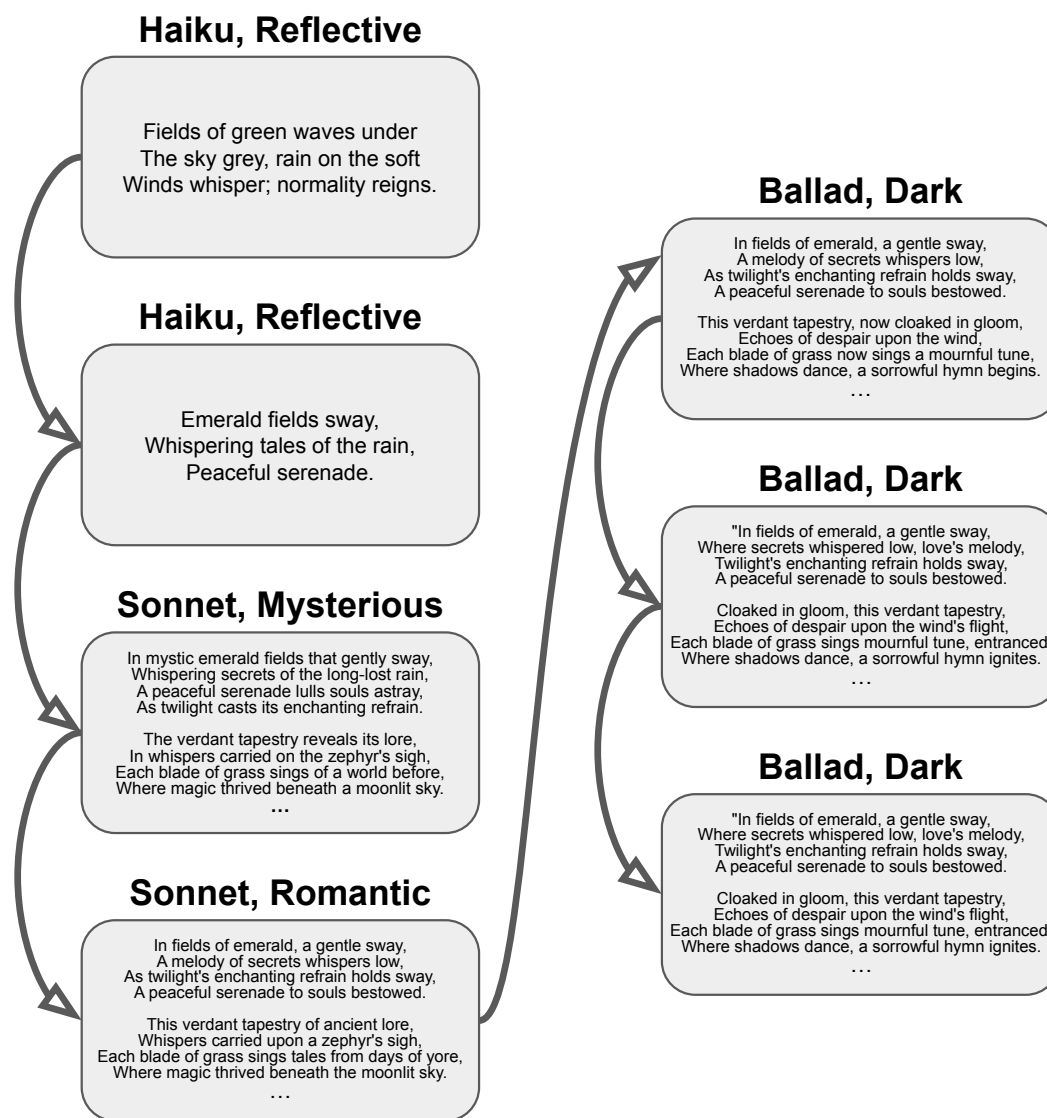 Haiku, Reflective
Fields of green waves under
The sky grey, rain on the soft
Winds whisper; normality reigns.
Haiku, Reflective
Emerald fields sway,
Whispering tales of the rain,
Peaceful serenade.
Sonnet, Mysterious
In mystic emerald fields that gently sway,
Whispering secrets of the long-lost rain,
A peaceful serenade lulls souls astray,
As twilight casts its enchanting refrain.
The verdant tapestry reveals its lore,
In whispers carried on the zephyr's sigh,
Each blade of grass sings of a world before,
Where magic thrived beneath a moonlit sky.
...
Sonnet, Romantic
In fields of emerald, a gentle sway,
A melody of secrets whispers low,
As twilight's enchanting refrain holds sway,
A peaceful serenade to souls bestowed.
This verdant tapestry of ancient lore,
Whispers carried upon a zephyr's sigh,
Each blade of grass sings tales from days of yore,
Where magic thrived beneath the moonlit sky.
...
Ballad, Dark
In fields of emerald, a gentle sway,
A melody of secrets whispers low,
As twilight's enchanting refrain holds sway,
A peaceful serenade to souls bestowed.
This verdant tapestry, now cloaked in gloom,
Echoes of despair upon the wind,
Each blade of grass now sings a mournful tune,
Where shadows dance, a sorrowful hymn begins.
...
Ballad, Dark
"In fields of emerald, a gentle sway,
Where secrets whispered low, love's melody,
Twilight's enchanting refrain holds sway,
A peaceful serenade to souls bestowed.
Cloaked in gloom, this verdant tapestry,
Echoes of despair upon the wind's flight,
Each blade of grass sings mournful tune, entranced
Where shadows dance, a sorrowful hymn ignites.
...
Ballad, Dark
"In fields of emerald, a gentle sway,
Where secrets whispered low, love's melody,
Twilight's enchanting refrain holds sway,
A peaceful serenade to souls bestowed.
Cloaked in gloom, this verdant tapestry,
Echoes of despair upon the wind's flight,
Each blade of grass sings mournful tune, entranced
Where shadows dance, a sorrowful hymn ignites.
...